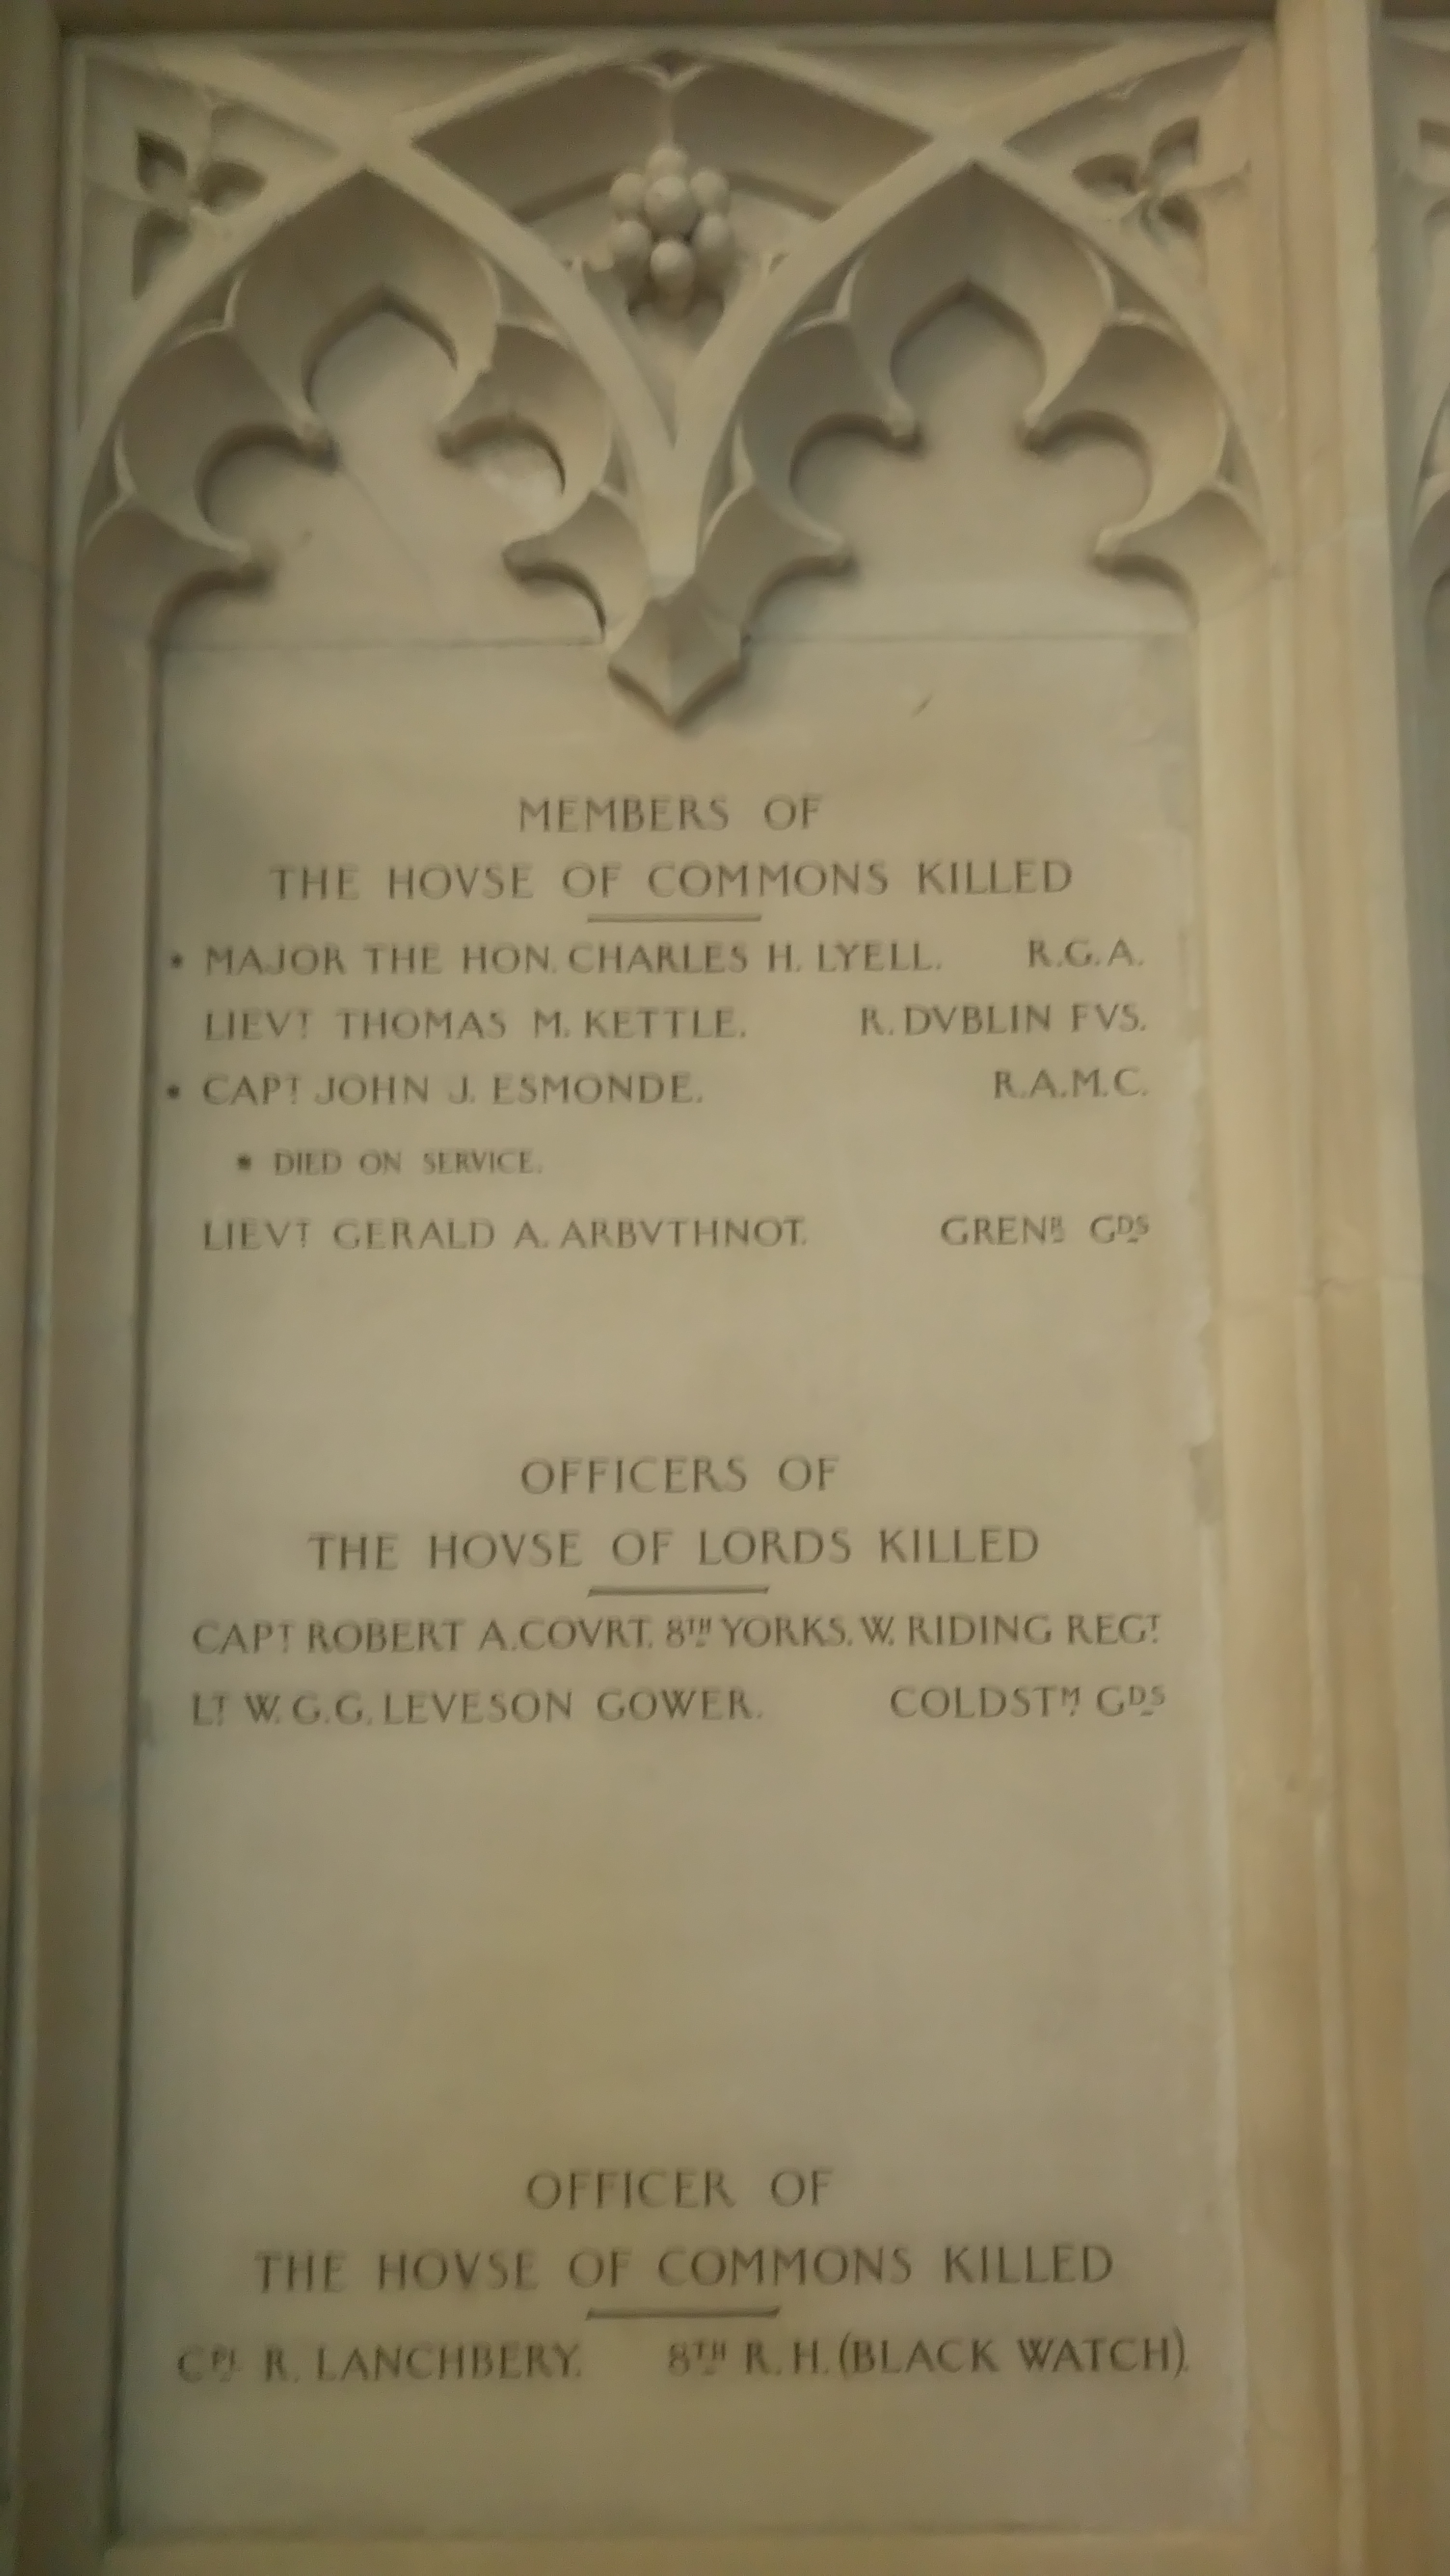 MEMBERS OF
THE HOVSE OF COMMONS KILLED
* MAJOR THE HON. CHARLES H. LYELL. R.G.A.
LIEVT THOMAS M. KETTLE. R. DVBLIN FVS.
* CAPT JOHN J. ESMONDE. R.A.M.C.
* DIED ON SERVICE.
LIEVT GERALD A. ARBVTHNOT. GRENR GDS
OFFICERS OF
THE HOVSE OF LORDS KILLED
CAPT ROBERT A. COVRT. 8TH YORKS. W. RIDING REGT
LT W. G. G. LEVESON GOWER. COLDSTM GDS
OFFICER OF
THE HOVSE OF COMMONS KILLED
CPL R. LANCHBERY. 8TH R. H. (BLACK WATCH).